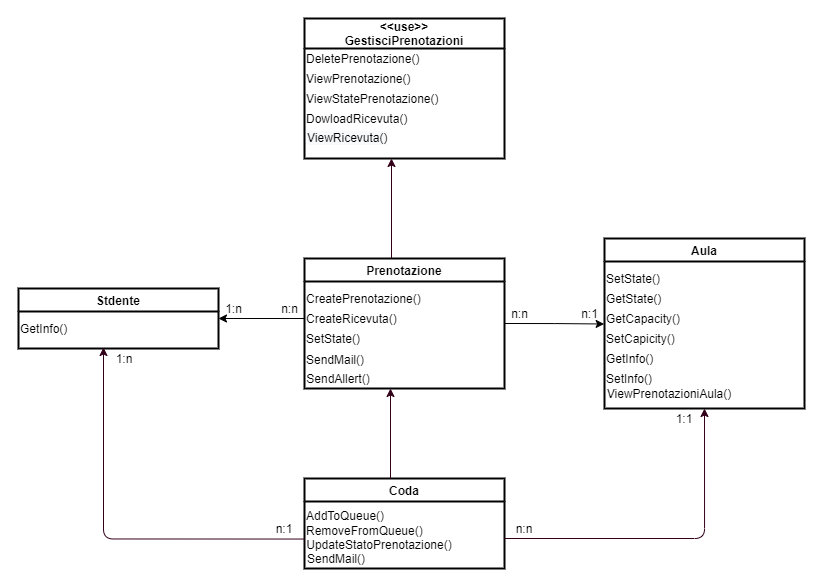 <<use>>
GestisciPrenotazioni
DeletePrenotazione()
ViewPrenotazione()
ViewStatePrenotazione()
DowloadRicevuta()
ViewRicevuta()
Prenotazione
CreatePrenotazione()
CreateRicevuta()
SetState()
SendMail()
SendAllert()
Stdente
GetInfo()
1:n
n:n
n:n
n:1
Aula
SetState()
GetState()
GetCapacity()
SetCapicity()
GetInfo()
SetInfo()
ViewPrenotazioniAula()
1:n
1:1
Coda
AddToQueue()
RemoveFromQueue()
UpdateStatoPrenotazione()
SendMail()
n:1
n:n